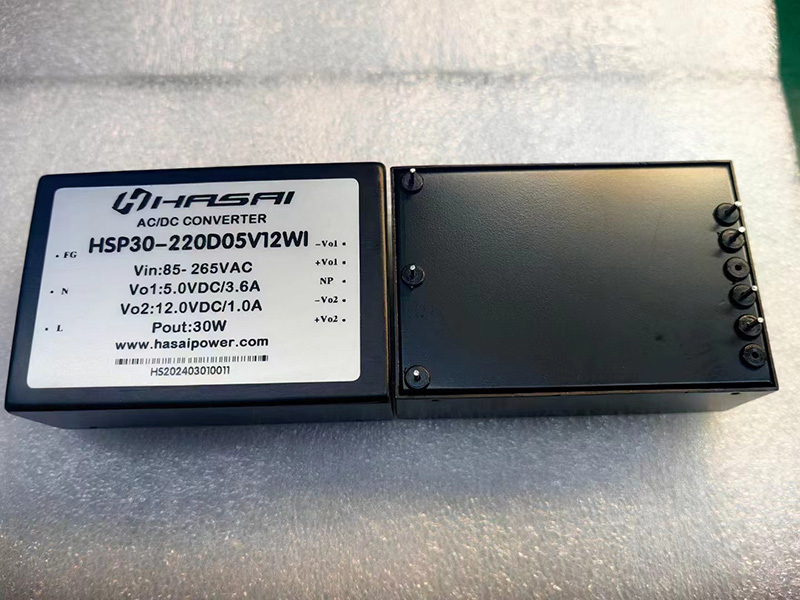 HASAI
AC/DC CONVERTER
HSP30-220D05V12WI
Vin:85- 265VAC
Vo1:5.0VDC/3.6A
Vo2:12.0VDC/1.0A
Pout:30W
www.hasaipower.com
HS202403010011
FG
N
L
-Vo1
+Vo1
NP
-Vo2
+Vo2